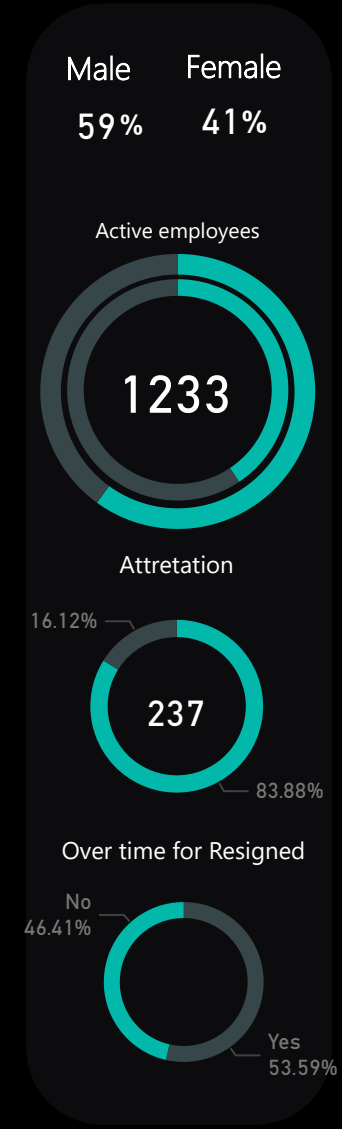 Male Female
59% 41%
Active employees
1233
Attretation
16.12%
237
83.88%
Over time for Resigned
No
46.41%
Yes
53.59%